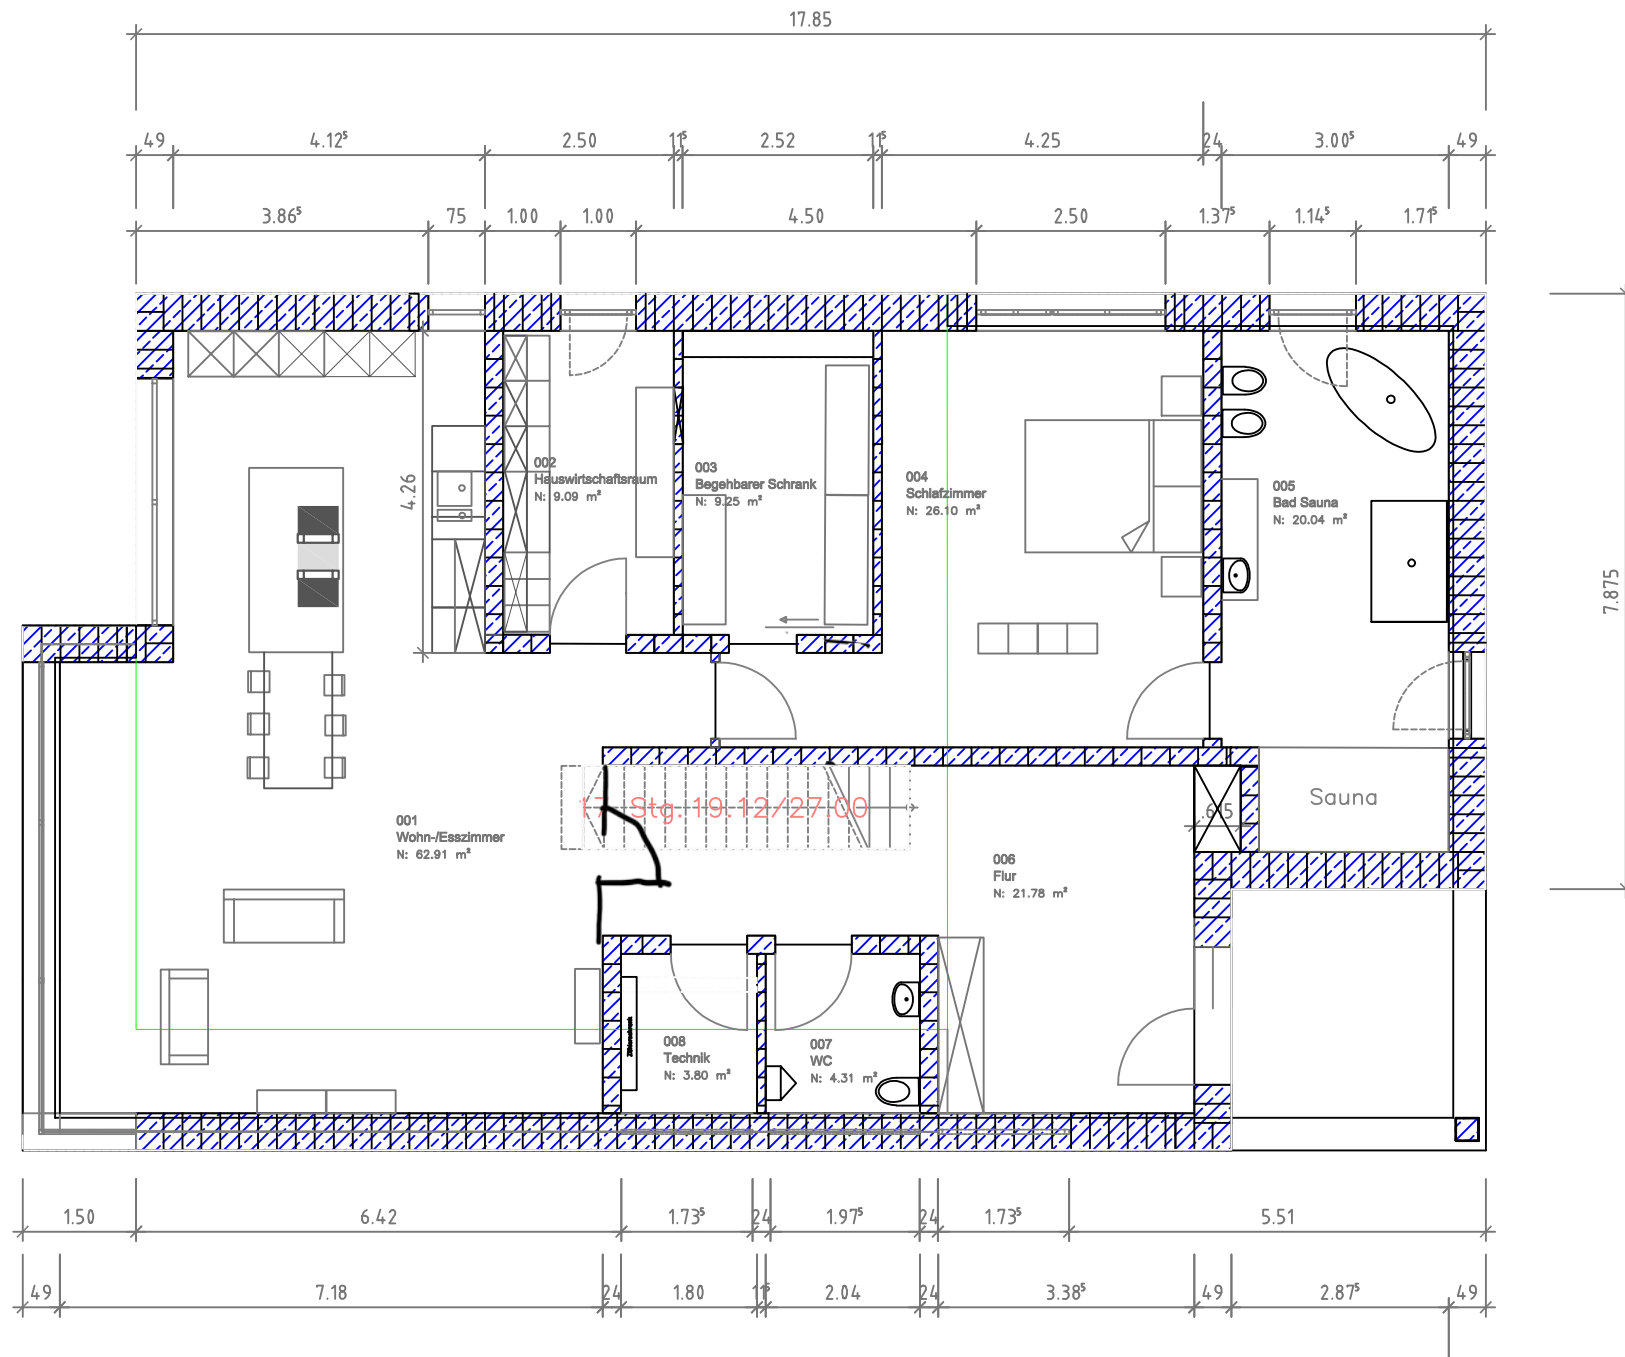 17.85
49 4.12⁵ 2.50 11⁵ 2.52 11⁵ 4.25 24 3.00⁵ 49
3.86⁵ 75 1.00 1.00 4.50 2.50 1.37⁵ 1.14⁵ 1.71⁵
4.26
002
Hauswirtschaftsraum
N: 9.09 m²
003
Begehbarer Schrank
N: 9.25 m²
004
Schlafzimmer
N: 26.10 m²
005
Bad Sauna
N: 20.04 m²
7.875
17 Stg.19.12/27.00
Sauna
.615
001
Wohn-/Esszimmer
N: 62.91 m²
006
Flur
N: 21.78 m²
008
Technik
N: 3.80 m²
007
WC
N: 4.31 m²
1.50 6.42 1.73⁵ 24 1.97⁵ 24 1.73⁵ 5.51
49 7.18 24 1.80 11⁵ 2.04 24 3.38⁵ 49 2.87⁵ 49